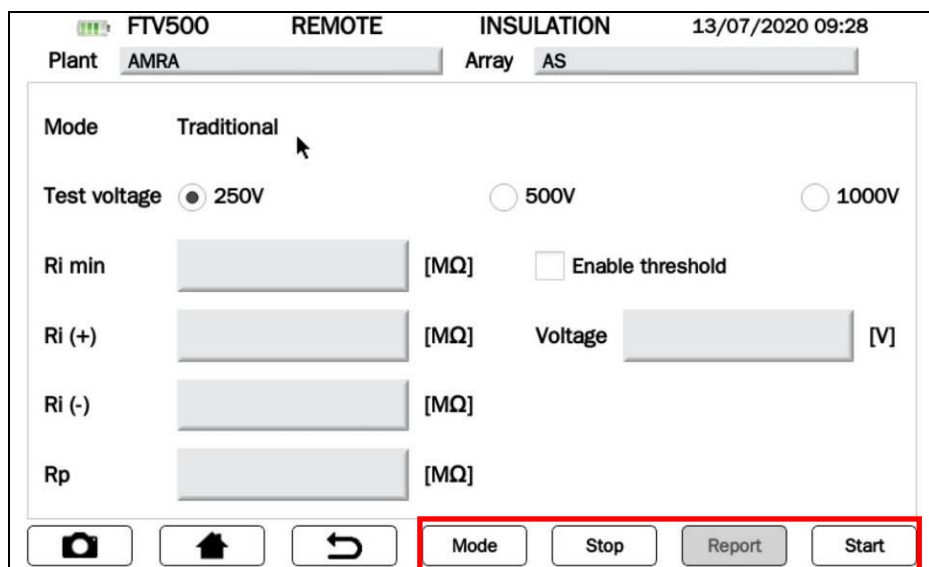 FTV500 REMOTE INSULATION 13/07/2020 09:28
Plant AMRA Array AS
Mode Traditional
Test voltage 250V 500V 1000V
Ri min [MΩ] Enable threshold
Ri (+) [MΩ] Voltage [V]
Ri (-) [MΩ]
Rp [MΩ]
Mode Stop Report Start